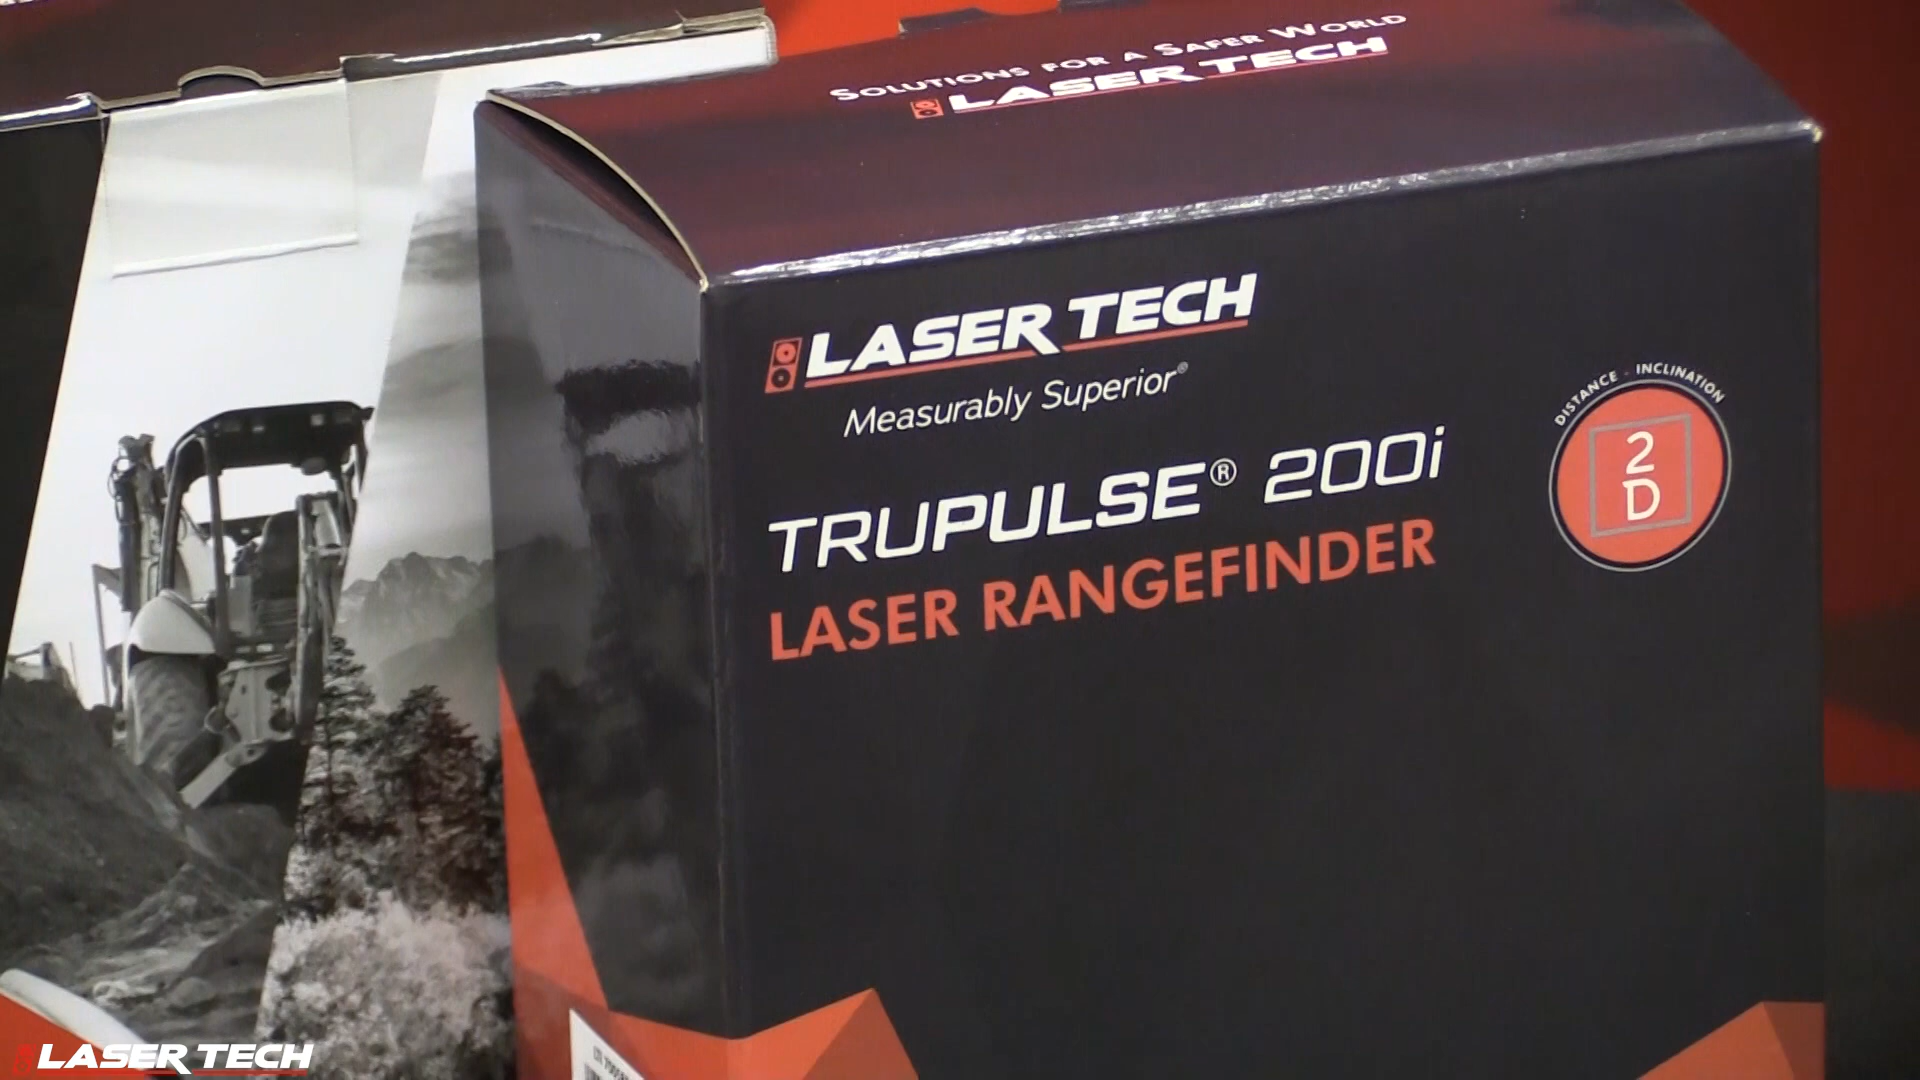 SOLUTIONS FOR A SAFER WORLD
LASER TECH
LASER TECH
Measurably Superior®
TRUPULSE® 200i
LASER RANGEFINDER
DISTANCE - INCLINATION
2
D
LASER TECH